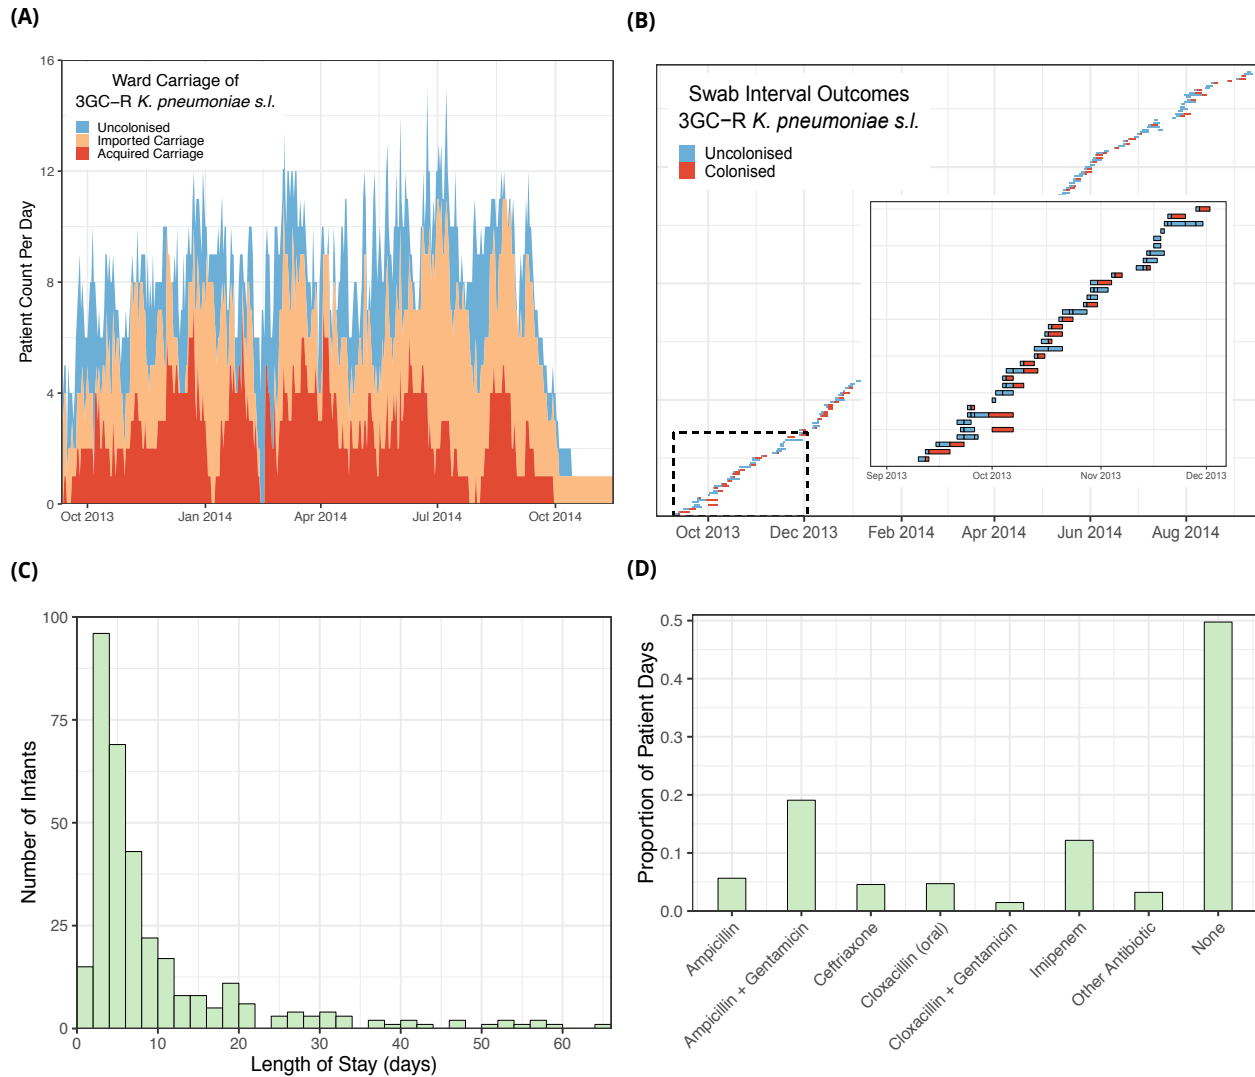 (A)
Ward Carriage of
3GC−R K. pneumoniae s.l.
Uncolonised
Imported Carriage
Acquired Carriage
Patient Count Per Day
16
12
8
4
0
Oct 2013
Jan 2014
Apr 2014
Jul 2014
Oct 2014
(B)
Swab Interval Outcomes
3GC−R K. pneumoniae s.l.
Uncolonised
Colonised
Sep 2013
Oct 2013
Nov 2013
Dec 2013
Oct 2013
Dec 2013
Feb 2014
Apr 2014
Jun 2014
Aug 2014
(C)
Number of Infants
100
75
50
25
0
0
10
20
30
40
50
60
Length of Stay (days)
(D)
Proportion of Patient Days
0.5
0.4
0.3
0.2
0.1
0.0
Ampicillin
Ampicillin + Gentamicin
Ceftriaxone
Cloxacillin (oral)
Cloxacillin + Gentamicin
Imipenem
Other Antibiotic
None